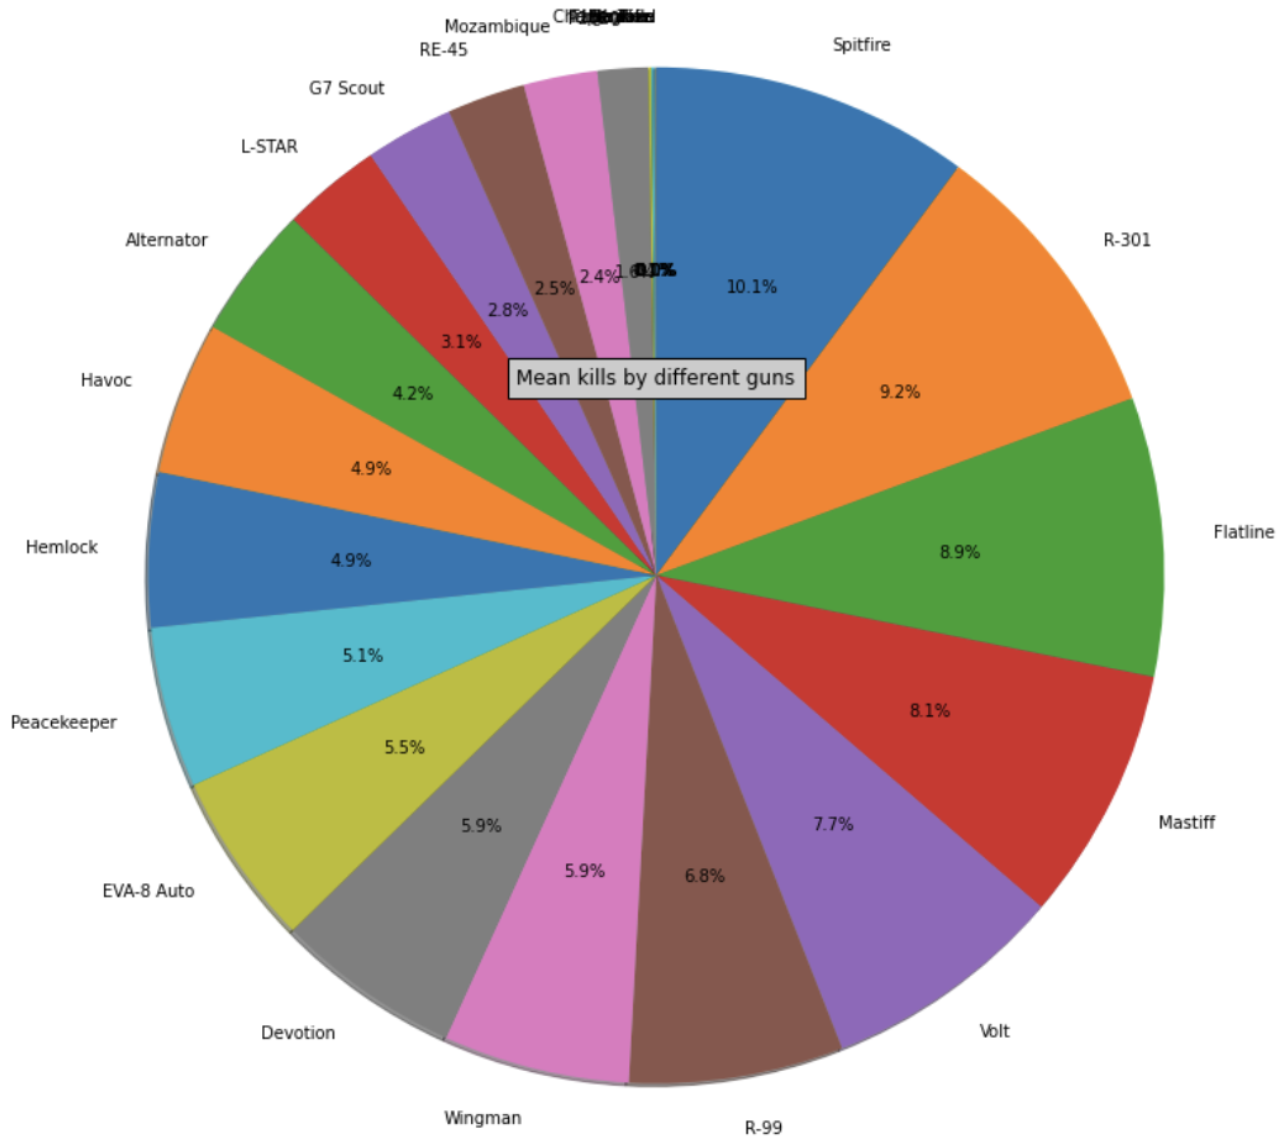 Mozambique
Spitfire
RE-45
G7 Scout
L-STAR
R-301
Alternator
2.4%
10.1%
2.5%
2.8%
3.1%
Mean kills by different guns
Havoc
4.2%
9.2%
4.9%
Flatline
Hemlock
4.9%
8.9%
5.1%
Peacekeeper
8.1%
5.5%
Mastiff
5.9%
7.7%
EVA-8 Auto
5.9%
6.8%
Devotion
Volt
Wingman
R-99